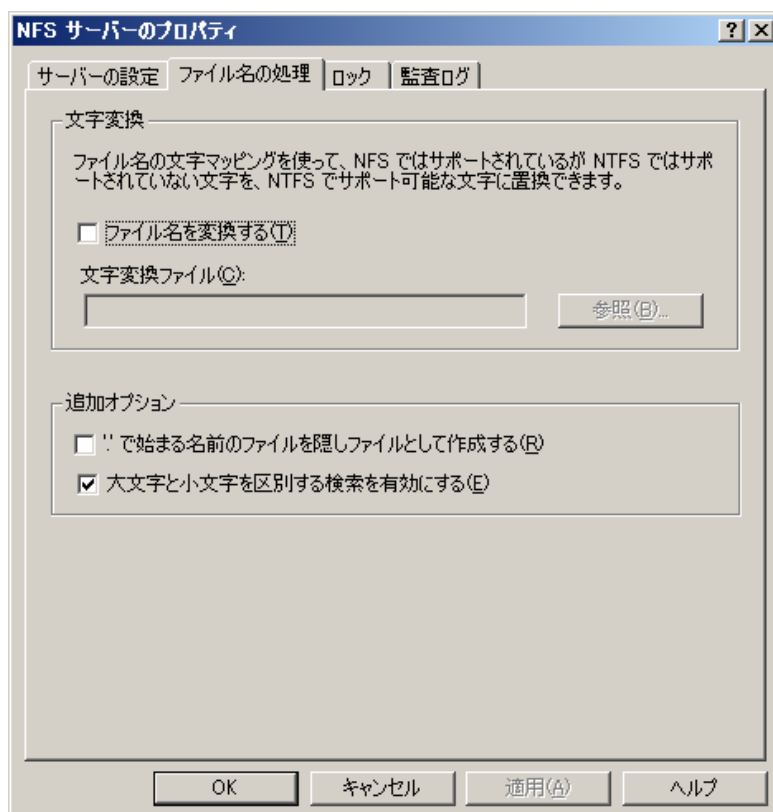 NFS サーバーのプロパティ
サーバーの設定 ファイル名の処理 ロック 監査ログ
文字変換
ファイル名の文字マッピングを使って、NFS ではサポートされているが NTFS ではサポ
ートされていない文字を、NTFS でサポート可能な文字に置換できます。
ファイル名を変換する(T)
文字変換ファイル(C):
参照(B)...
追加オプション
'.' で始まる名前のファイルを隠しファイルとして作成する(R)
大文字と小文字を区別する検索を有効にする(E)
OK キャンセル 適用(A) ヘルプ